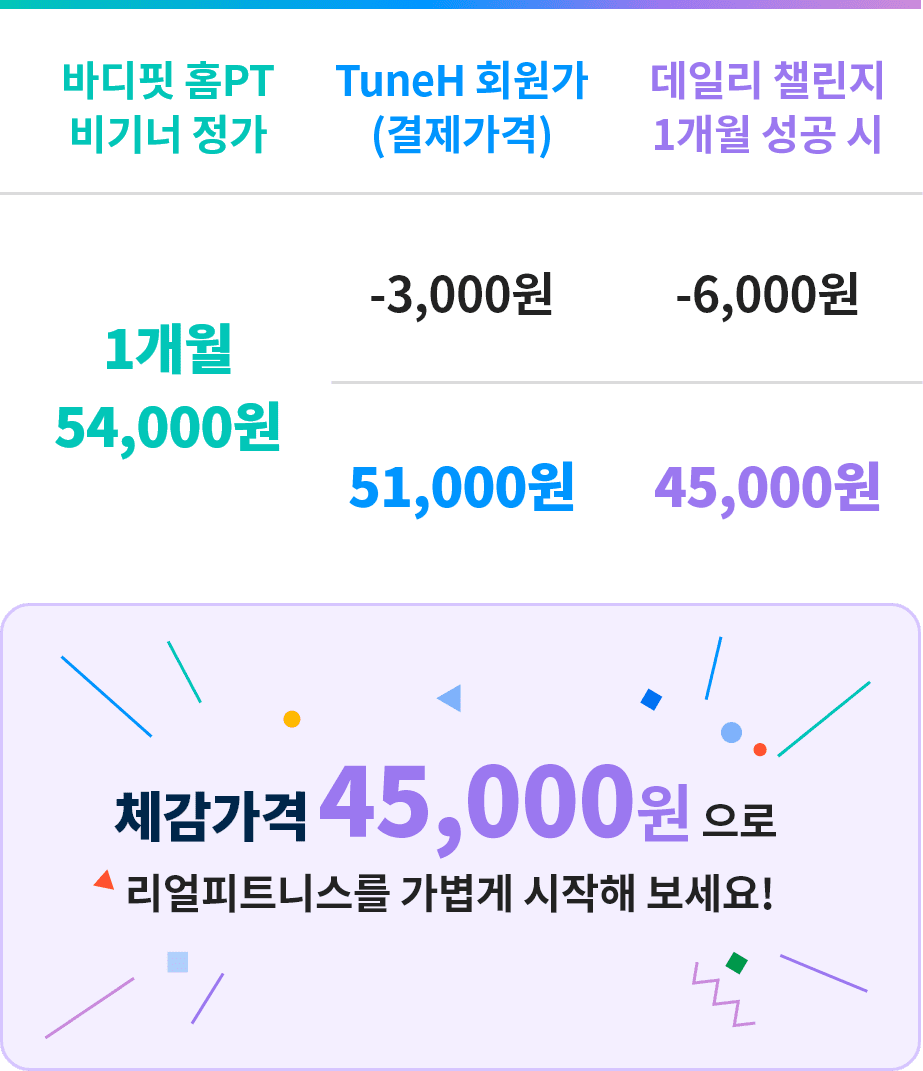 바디핏 홈PT
비기너 정가
TuneH 회원가
(결제가격)
데일리 챌린지
1개월 성공 시
1개월
54,000원
-3,000원
-6,000원
51,000원
45,000원
체감가격 45,000원 으로
리얼피트니스를 가볍게 시작해 보세요!